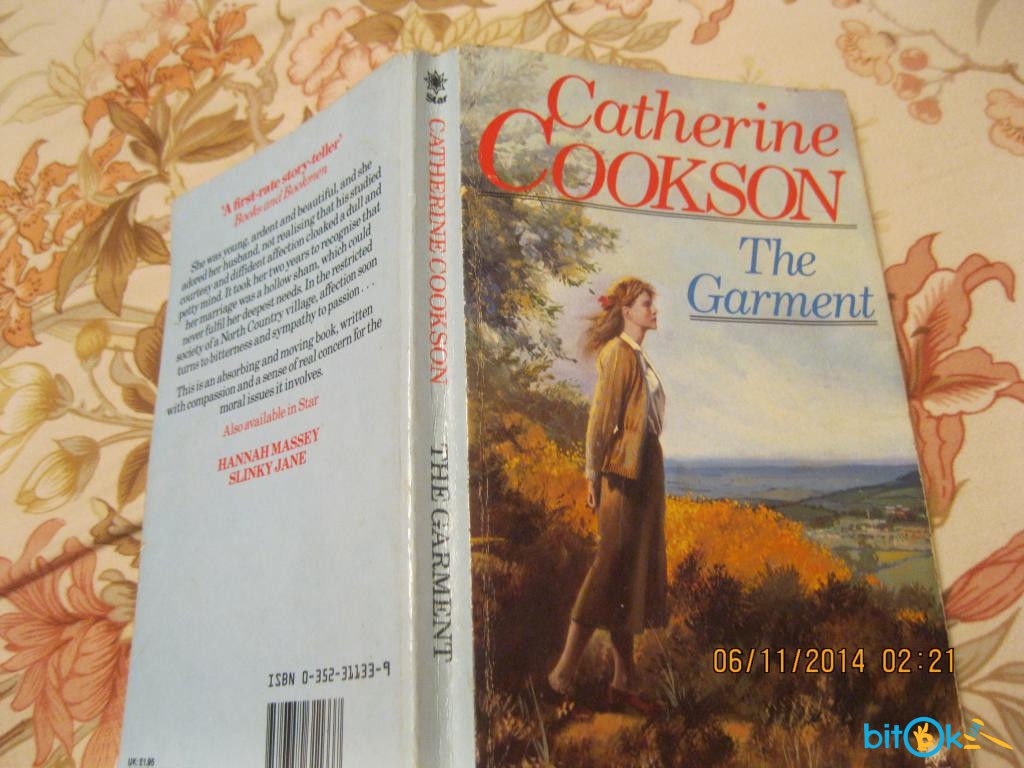 'A first-rate story-teller'
Books and Bookmen
She was young, ardent and beautiful, and she
adored her husband, not realising that his studied
courtesy and diffident affection cloaked a dull and
petty mind. It took her two years to recognise that
her marriage was a hollow sham, which could
never fulfil her deepest needs. In the restricted
society of a North Country village, affection soon
turns to bitterness and sympathy to passion . . .
This is an absorbing and moving book, written
with compassion and a sense of real concern for the
moral issues it involves.
Also available in Star
HANNAH MASSEY
SLINKY JANE
ISBN 0-352-31133-9
UK: £1.95
Star
CATHERINE COOKSON
THE GARMENT
Catherine
COOKSON
The
Garment
06/11/2014 02:21
bitOk